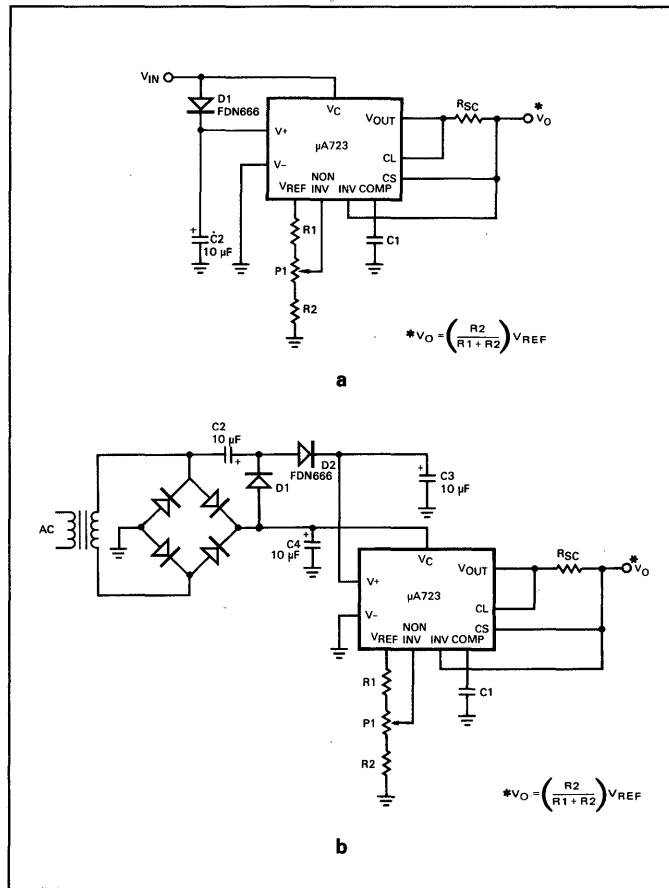 VIN
D1
FDN666
VC
V+
VOUT
RSC
*
VO
µA723
V−
CL
CS
NON
VREF INV INV COMP
+ C2
10 µF
R1
P1
R2
C1
*VO = (R2 / R1 + R2) VREF
a
C2
10 µF
+
D2
FDN666
D1
+ C3
10 µF
AC
+ C4
10 µF
VC
V+
VOUT
RSC
*
VO
µA723
V−
CL
CS
NON
VREF INV INV COMP
R1
P1
R2
C1
*VO = (R2 / R1 + R2) VREF
b